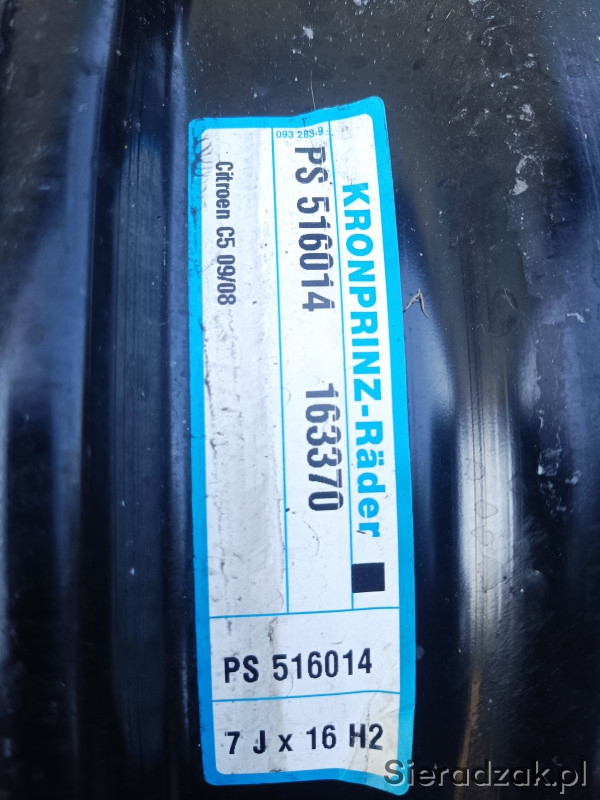 093 283-9
KRONPRINZ-Räder
PS 516014 163370
Citroen C5 09/08
PS 516014
7 J x 16 H2
Sieradzak.pl